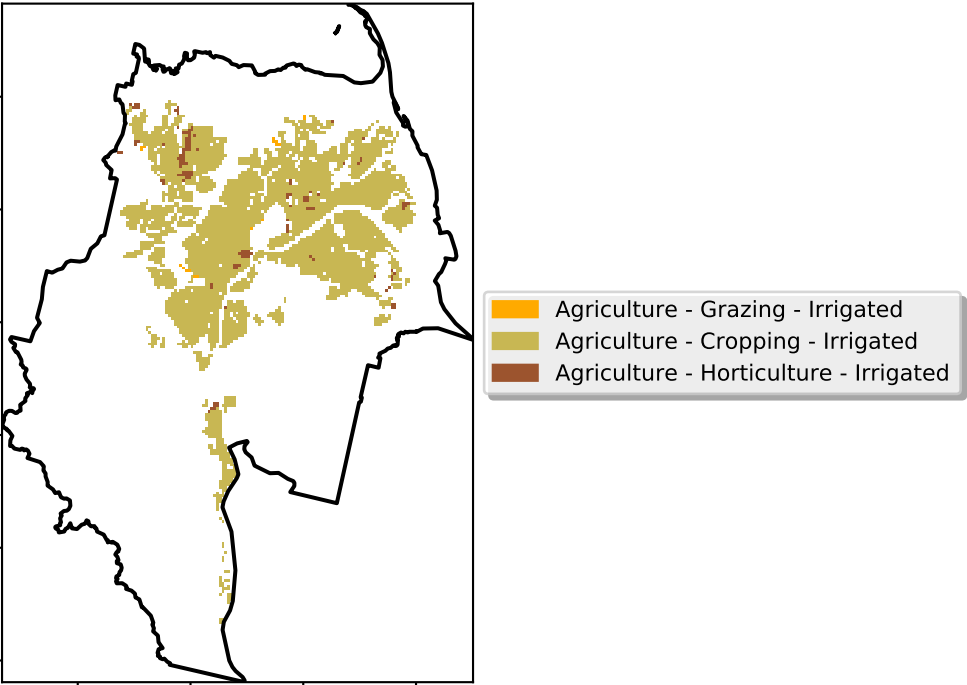 Agriculture - Grazing - Irrigated
Agriculture - Cropping - Irrigated
Agriculture - Horticulture - Irrigated